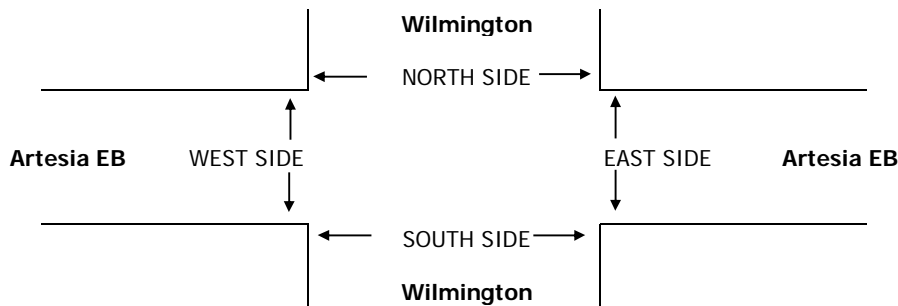 Wilmington
NORTH SIDE
Artesia EB WEST SIDE EAST SIDE Artesia EB
SOUTH SIDE
Wilmington